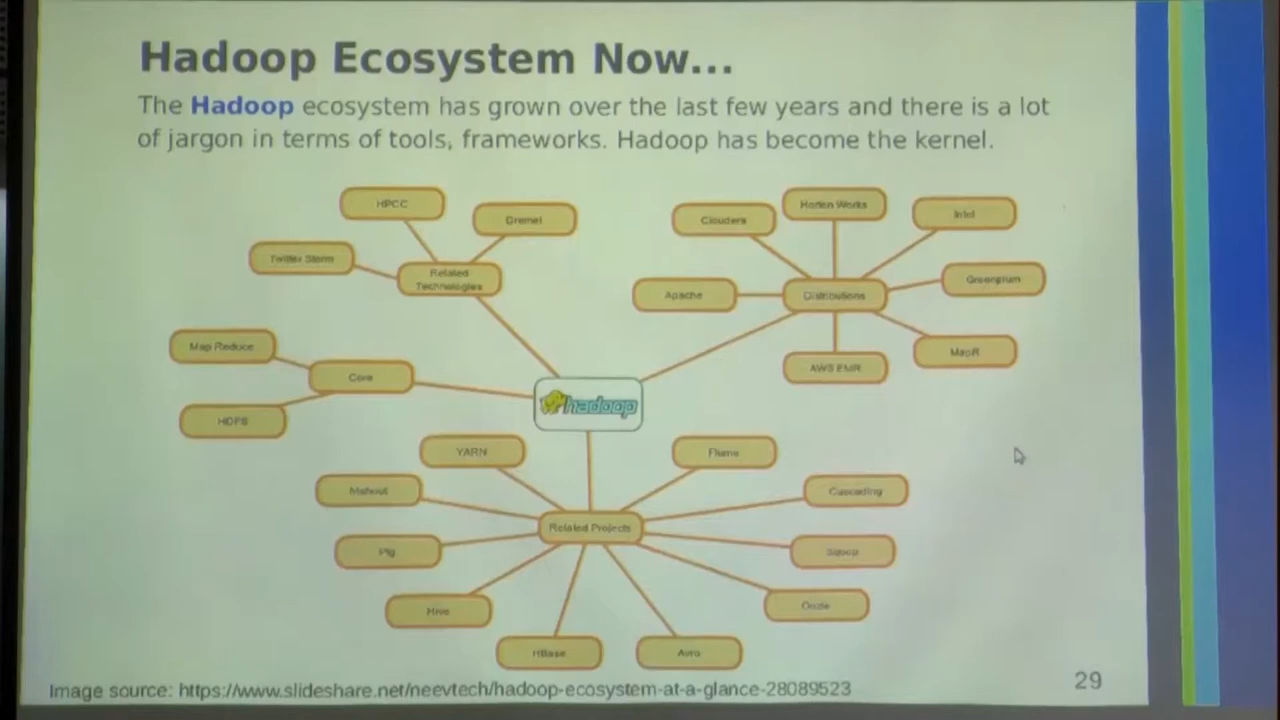 Hadoop Ecosystem Now...
The Hadoop ecosystem has grown over the last few years and there is a lot
of jargon in terms of tools, frameworks. Hadoop has become the kernel.
HPCC
Dremel
Twitter Storm
Related
Technologies
Cloudera
Horton Works
Intel
Apache
Distributions
Greenplum
AWS EMR
MapR
Map Reduce
Core
HDFS
hadoop
YARN
Flume
Mahout
Cascading
Related Projects
Pig
Sqoop
Hive
Oozie
HBase
Avro
Image source: https://www.slideshare.net/neevtech/hadoop-ecosystem-at-a-glance-28089523
29